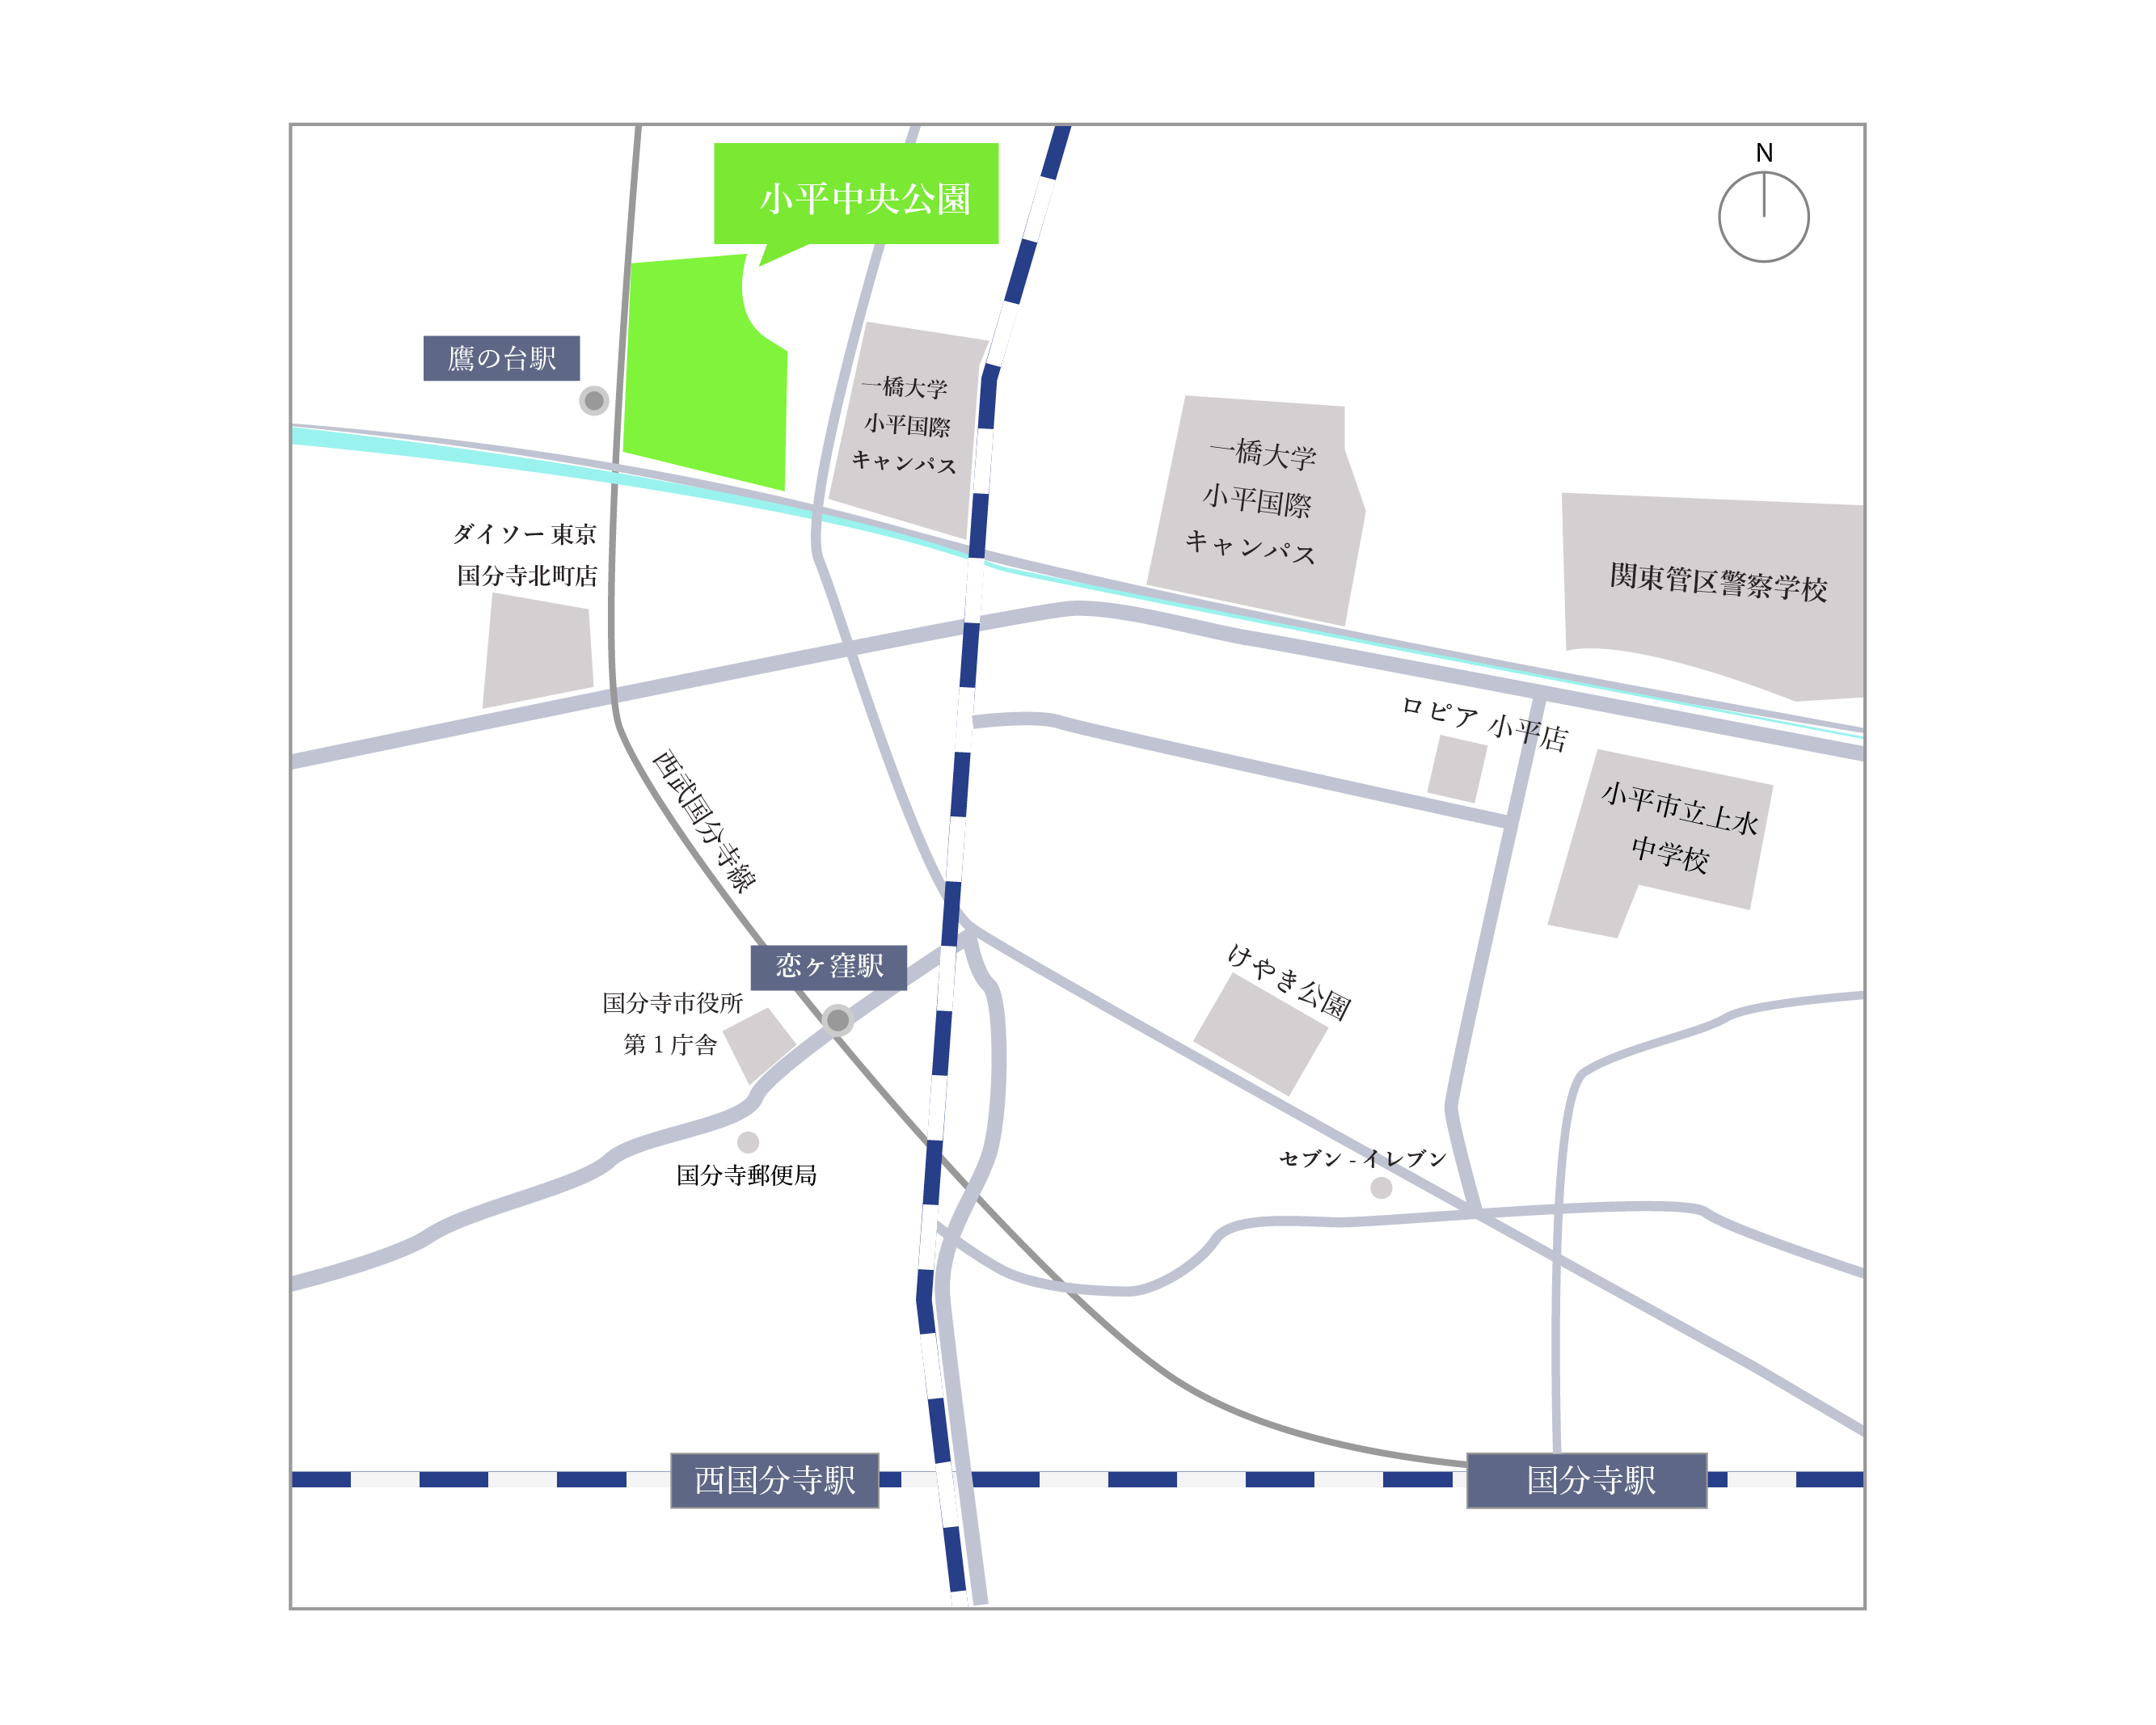 N
小平中央公園
鷹の台駅
一橋大学
小平国際
キャンパス
一橋大学
小平国際
キャンパス
関東管区警察学校
ダイソー 東京
国分寺北町店
ロピア 小平店
小平市立上水
中学校
西武国分寺線
恋ヶ窪駅
けやき公園
国分寺市役所
第 1 庁舎
国分寺郵便局
セブン - イレブン
西国分寺駅
国分寺駅